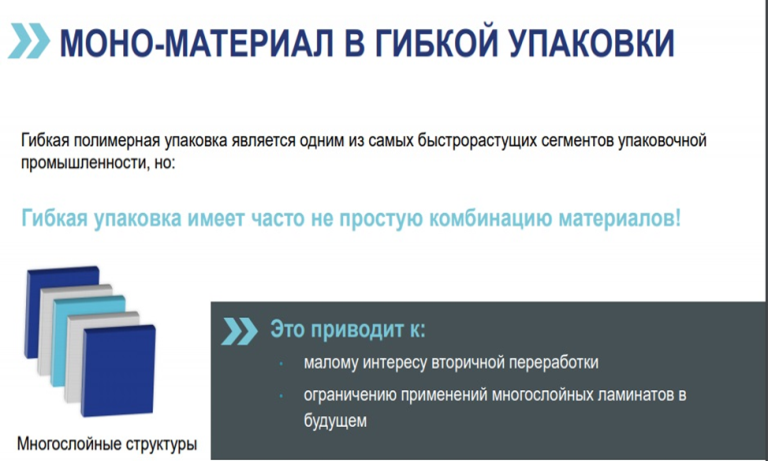 МОНО-МАТЕРИАЛ В ГИБКОЙ УПАКОВКИ
Гибкая полимерная упаковка является одним из самых быстрорастущих сегментов упаковочной
промышленности, но:
Гибкая упаковка имеет часто не простую комбинацию материалов!
Это приводит к:
малому интересу вторичной переработки
ограничению применений многослойных ламинатов в
будущем
Многослойные структуры